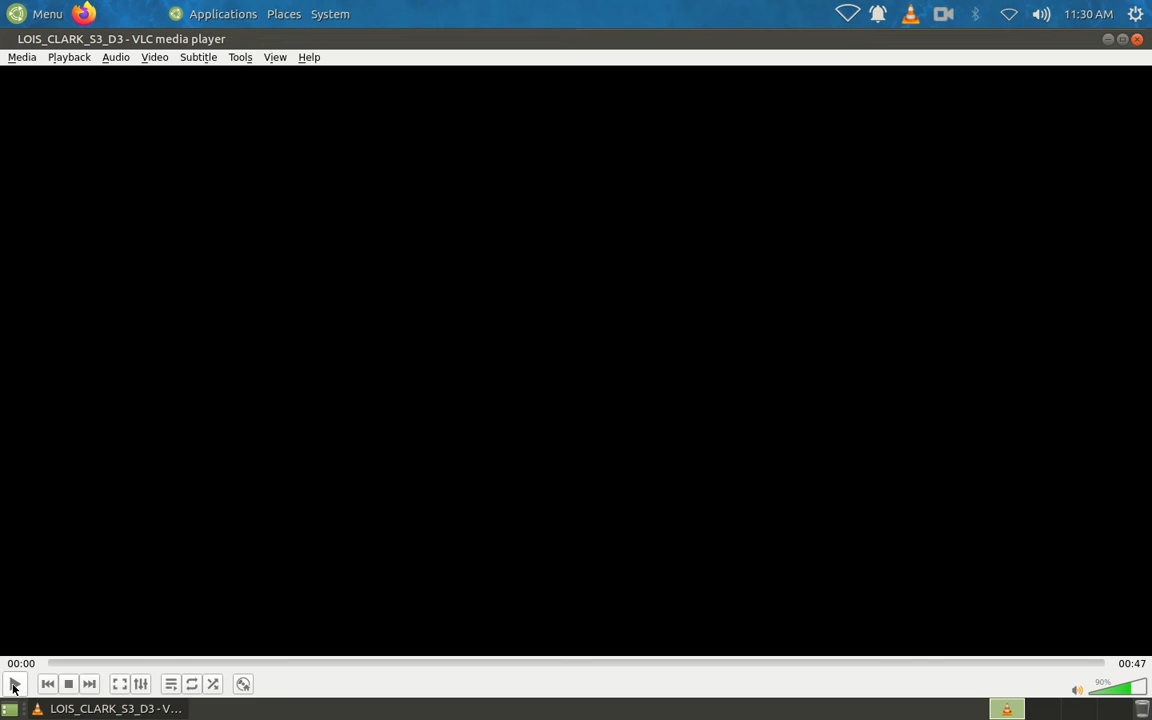 Menu Applications Places System 11:30 AM
LOIS_CLARK_S3_D3 - VLC media player
Media Playback Audio Video Subtitle Tools View Help
00:00 00:47
90%
LOIS_CLARK_S3_D3 - V...